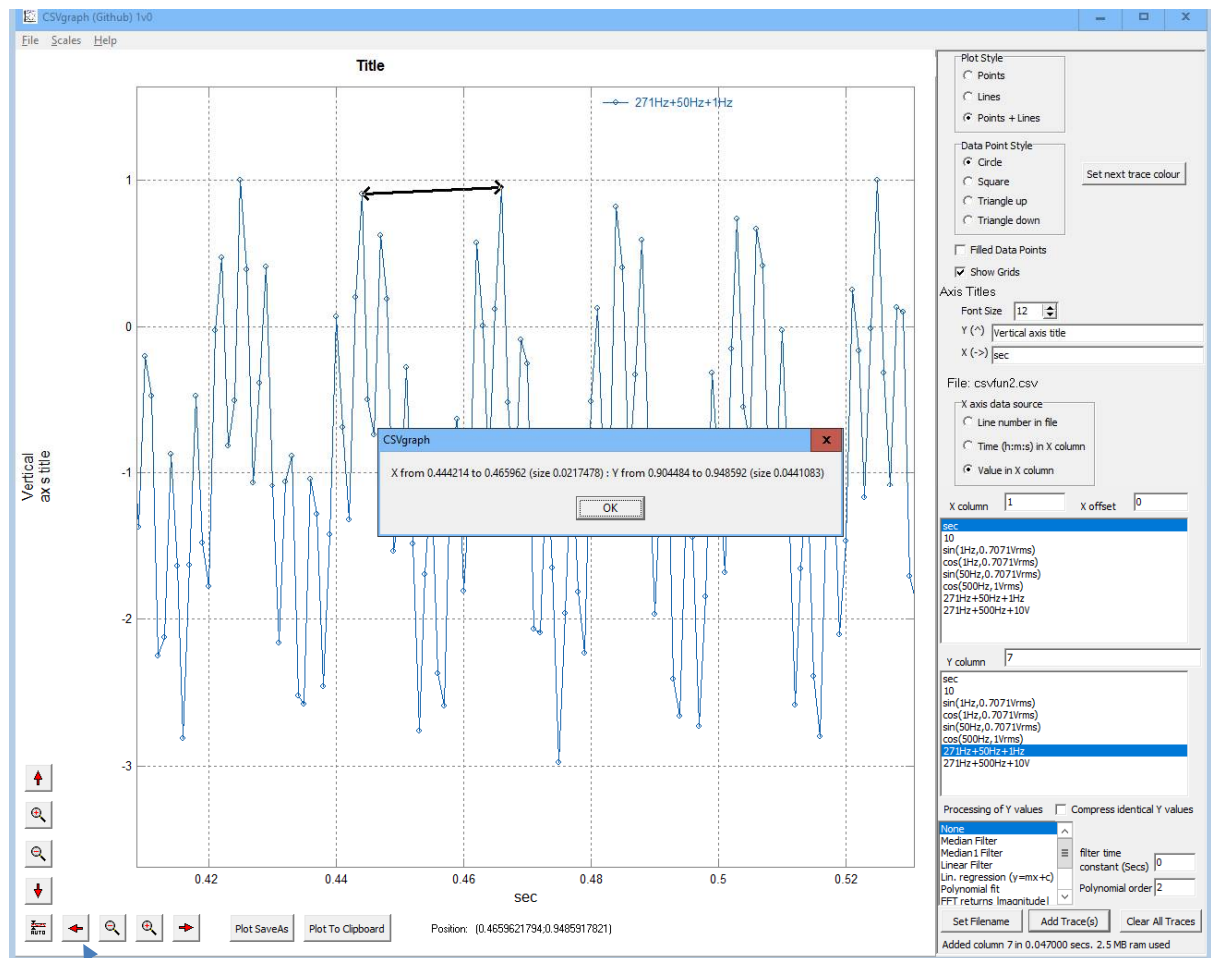 CSVgraph (Github) 1v0
File Scales Help
Title
271Hz+50Hz+1Hz
1
0
-1
-2
-3
Vertical
ax s title
0.42 0.44 0.46 0.48 0.5 0.52
sec
CSVgraph
X from 0.444214 to 0.465962 (size 0.0217478) : Y from 0.904484 to 0.948592 (size 0.0441083)
OK
AUTO
Plot SaveAs
Plot To Clipboard
Position: (0.4659621794;0.9485917821)
Plot Style
Points
Lines
Points + Lines
Data Point Style
Circle
Square
Triangle up
Triangle down
Set next trace colour
Filled Data Points
Show Grids
Axis Titles
Font Size 12
Y (^) Vertical axis title
X (->) sec
File: csvfun2.csv
X axis data source
Line number in file
Time (h:m:s) in X column
Value in X column
X column 1 X offset 0
sec
10
sin(1Hz,0.7071Vrms)
cos(1Hz,0.7071Vrms)
sin(50Hz,0.7071Vrms)
cos(500Hz,1Vrms)
271Hz+50Hz+1Hz
271Hz+500Hz+10V
Y column 7
sec
10
sin(1Hz,0.7071Vrms)
cos(1Hz,0.7071Vrms)
sin(50Hz,0.7071Vrms)
cos(500Hz,1Vrms)
271Hz+50Hz+1Hz
271Hz+500Hz+10V
Processing of Y values Compress identical Y values
None
Median Filter
Median1 Filter
Linear Filter
Lin. regression (y=mx+c)
Polynomial fit
FFT returns |magnitude|
filter time
constant (Secs) 0
Polynomial order 2
Set Filename Add Trace(s) Clear All Traces
Added column 7 in 0.047000 secs. 2.5 MB ram used